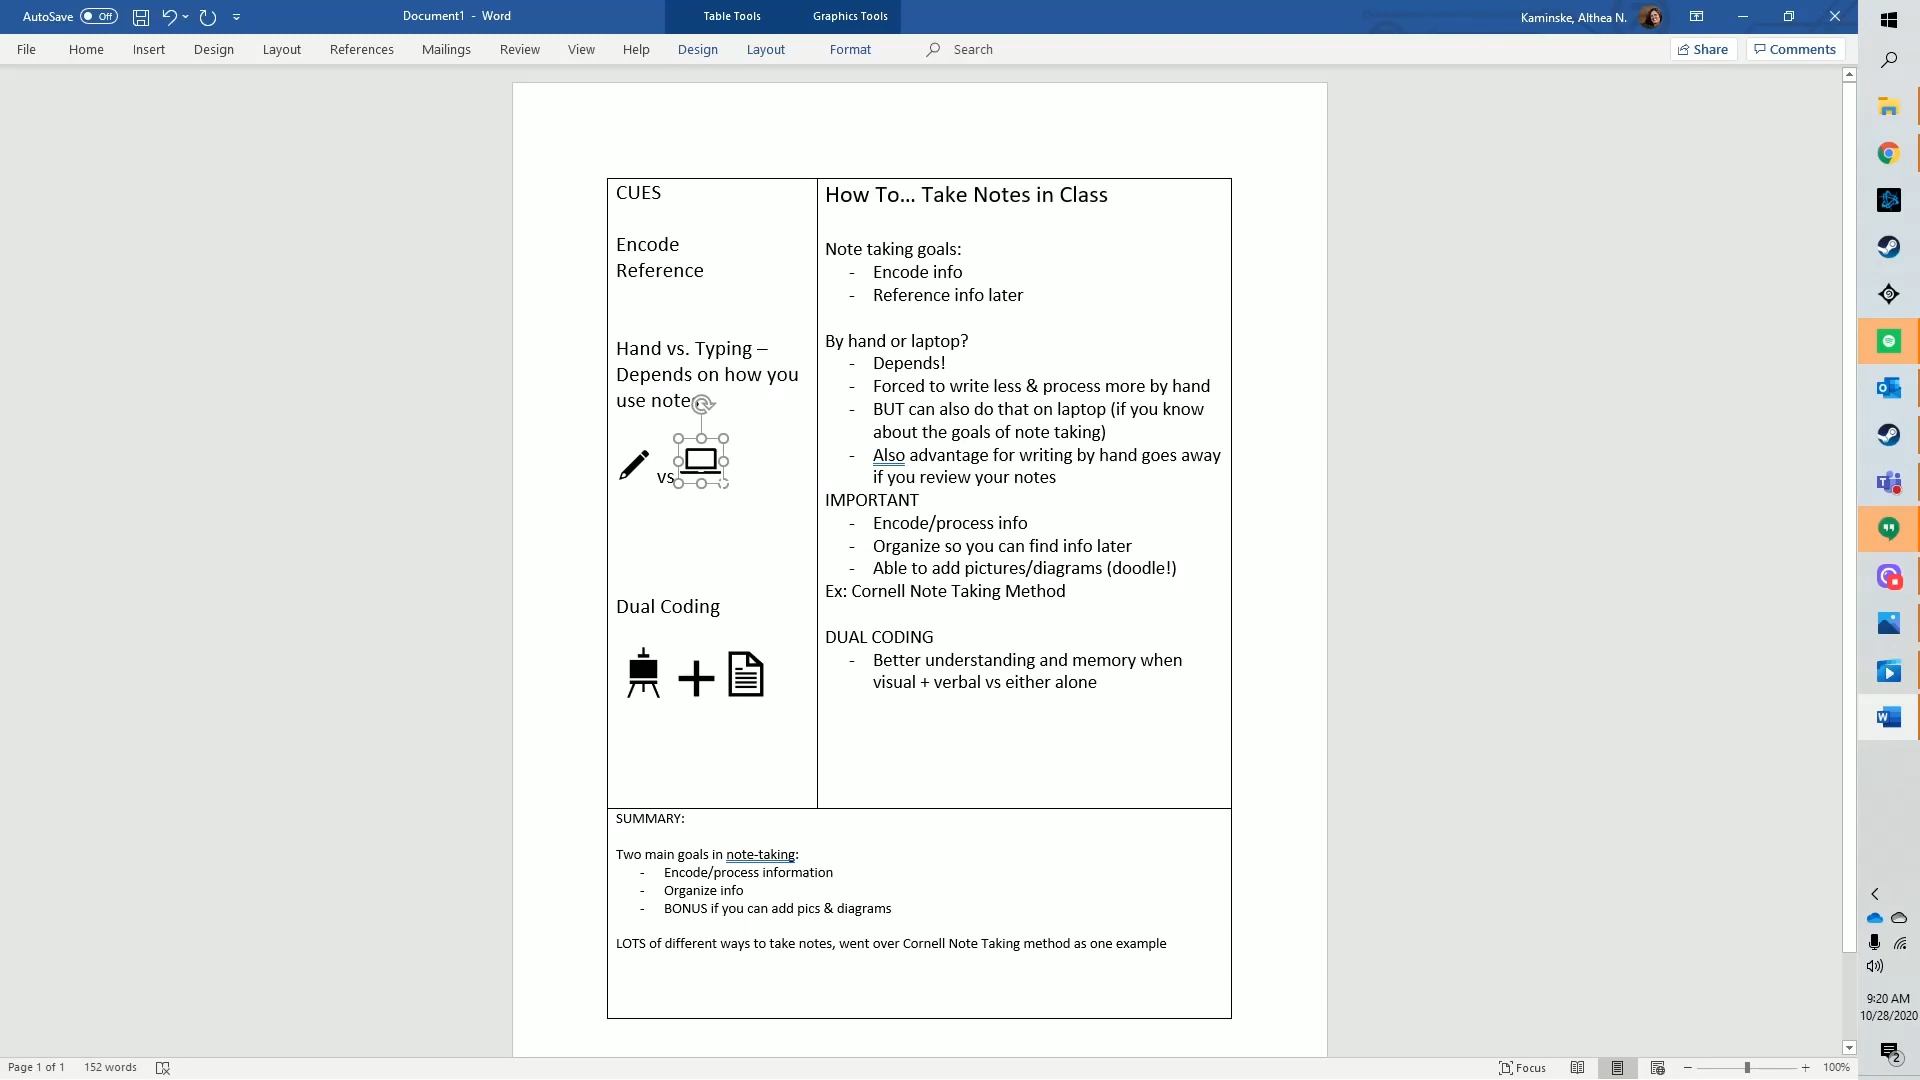 AutoSave Off Document1 - Word Table Tools Graphics Tools Kaminske, Althea N.
File Home Insert Design Layout References Mailings Review View Help Design Layout Format Search Share Comments
CUES
Encode
Reference
Hand vs. Typing –
Depends on how you
use note
vs
Dual Coding
How To... Take Notes in Class
Note taking goals:
- Encode info
- Reference info later
By hand or laptop?
- Depends!
- Forced to write less & process more by hand
- BUT can also do that on laptop (if you know
about the goals of note taking)
- Also advantage for writing by hand goes away
if you review your notes
IMPORTANT
- Encode/process info
- Organize so you can find info later
- Able to add pictures/diagrams (doodle!)
Ex: Cornell Note Taking Method
DUAL CODING
- Better understanding and memory when
visual + verbal vs either alone
SUMMARY:
Two main goals in note-taking:
- Encode/process information
- Organize info
- BONUS if you can add pics & diagrams
LOTS of different ways to take notes, went over Cornell Note Taking method as one example
9:20 AM
10/28/2020
2
Page 1 of 1 152 words Focus 100%